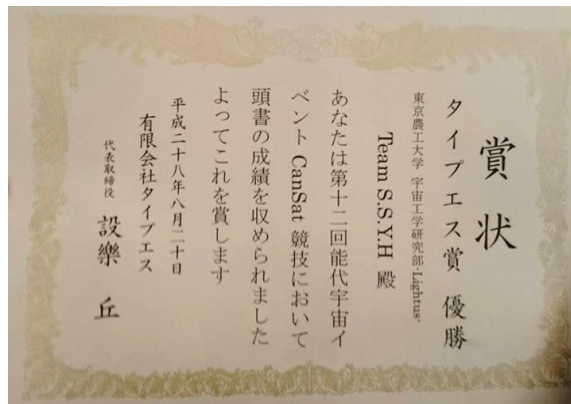 賞状
タイプエス賞 優勝
東京農工大学 宇宙工学研究部-Lightus-
Team S.S.Y.H 殿
あなたは第十二回能代宇宙イ
ベント CanSat 競技において
頭書の成績を収められました
よってこれを賞します
平成二十八年八月二十日
有限会社タイプエス
代表取締役 設樂 丘